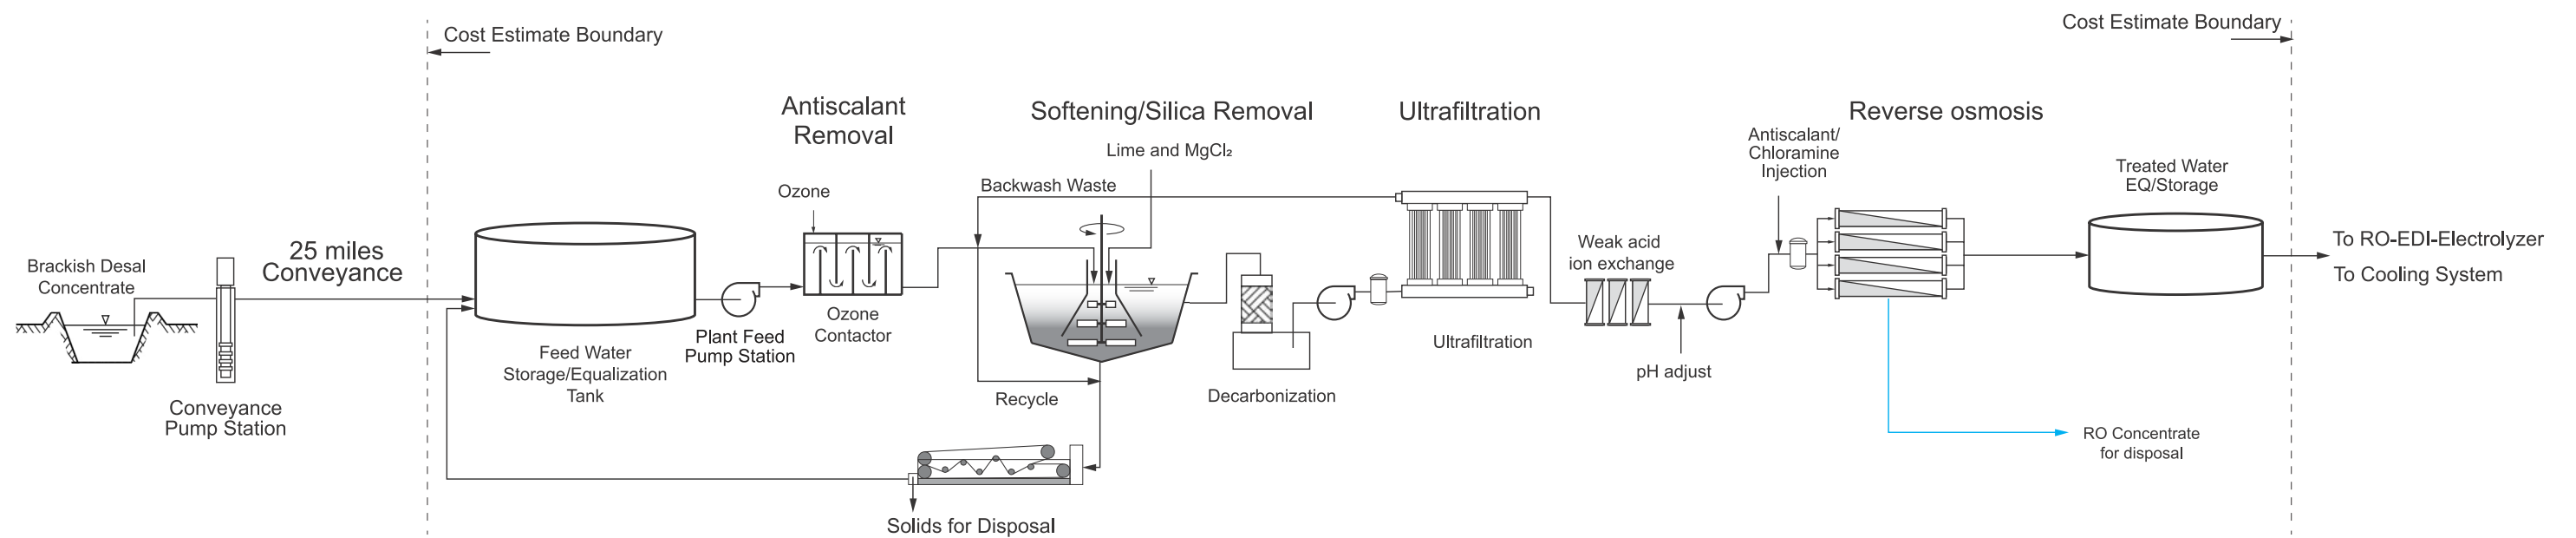 Cost Estimate Boundary
Cost Estimate Boundary
Antiscalant
Removal
Softening/Silica Removal
Ultrafiltration
Reverse osmosis
Lime and MgCl₂
Antiscalant/
Chloramine
Injection
Treated Water
EQ/Storage
Ozone
Backwash Waste
25 miles
Conveyance
Brackish Desal
Concentrate
Weak acid
ion exchange
To RO-EDI-Electrolyzer
To Cooling System
Ozone
Contactor
Plant Feed
Pump Station
Feed Water
Storage/Equalization
Tank
Ultrafiltration
pH adjust
Recycle
Decarbonization
Conveyance
Pump Station
RO Concentrate
for disposal
Solids for Disposal